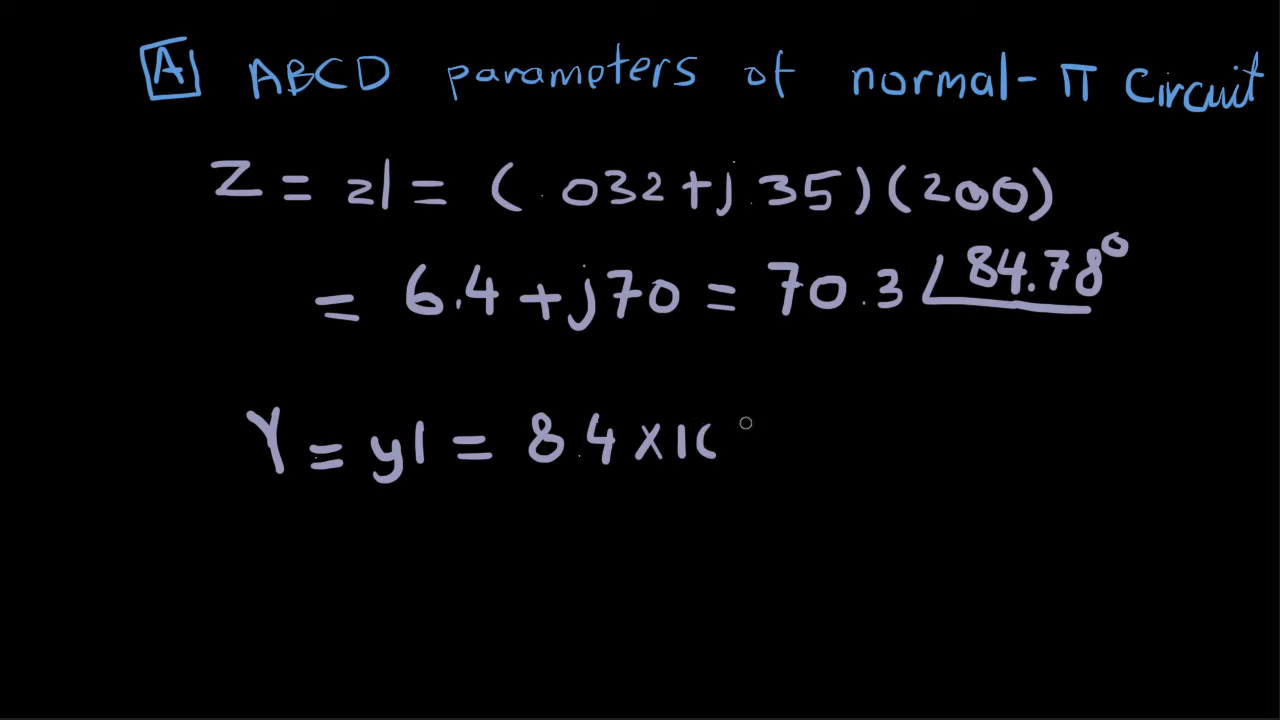 A ABCD parameters of normal-π Circuit
Z = zl = (.032+j.35)(200)
= 6.4 + j70 = 70.3 ∠84.78°
Y = yl = 8.4 × 10